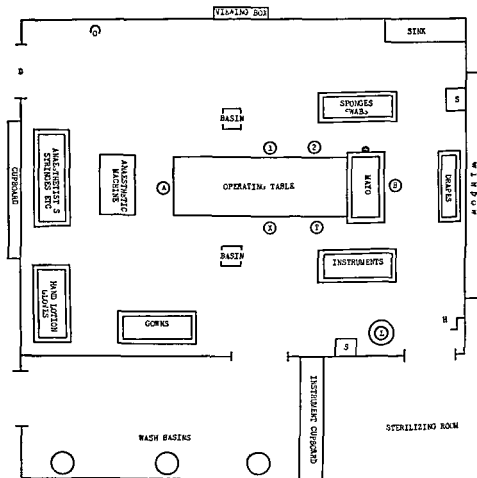 VIEWING BOX
O
SINK
D
SPONGES
SWABS
S
BASIN
1
2
CUPBOARD
ANAESTHETIST'S
SYRINGES ETC
ANAESTHETIC
MACHINE
A
OPERATING TABLE
MAYO
B
DRAPES
WINDOW
X
T
BASIN
INSTRUMENTS
HAND LOTION
GLOVES
GOWNS
H
L
S
INSTRUMENT CUPBOARD
STERILIZING ROOM
WASH BASINS